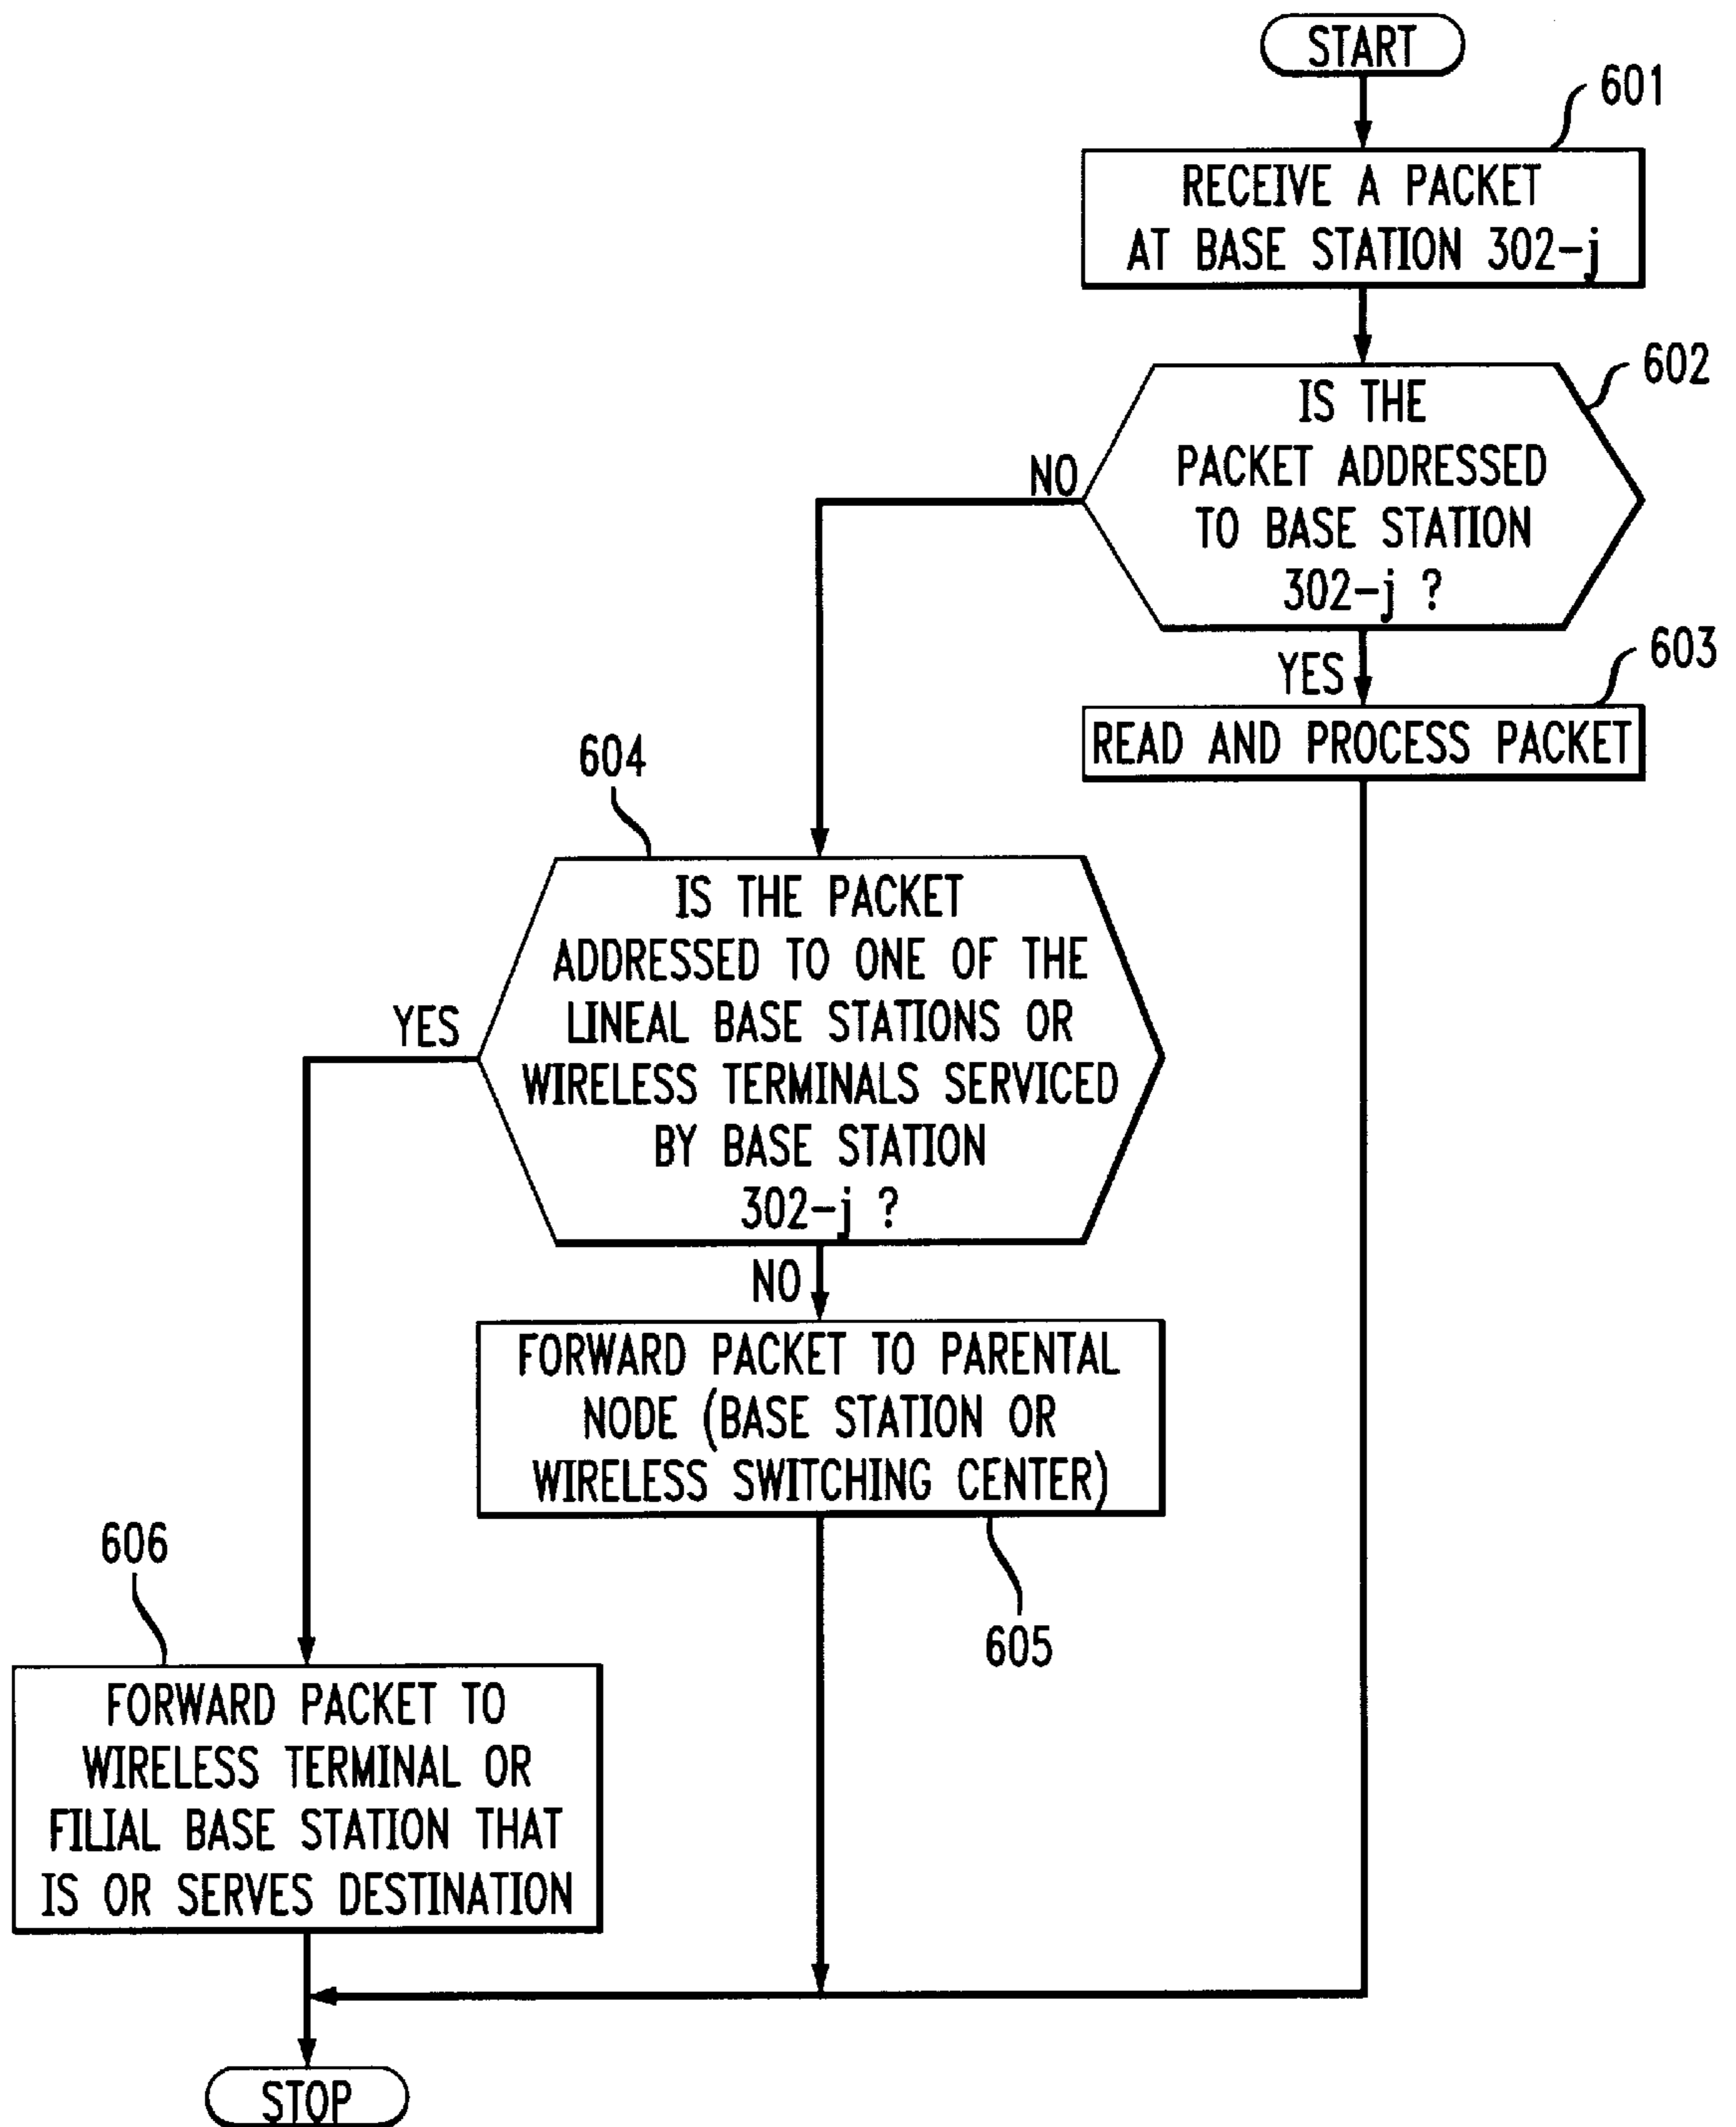 START
601
RECEIVE A PACKET
AT BASE STATION 302-j
602
IS THE
PACKET ADDRESSED
TO BASE STATION
302-j ?
NO
YES
603
READ AND PROCESS PACKET
604
IS THE PACKET
ADDRESSED TO ONE OF THE
LINEAL BASE STATIONS OR
WIRELESS TERMINALS SERVICED
BY BASE STATION
302-j ?
YES
NO
FORWARD PACKET TO PARENTAL
NODE (BASE STATION OR
WIRELESS SWITCHING CENTER)
605
606
FORWARD PACKET TO
WIRELESS TERMINAL OR
FILIAL BASE STATION THAT
IS OR SERVES DESTINATION
STOP